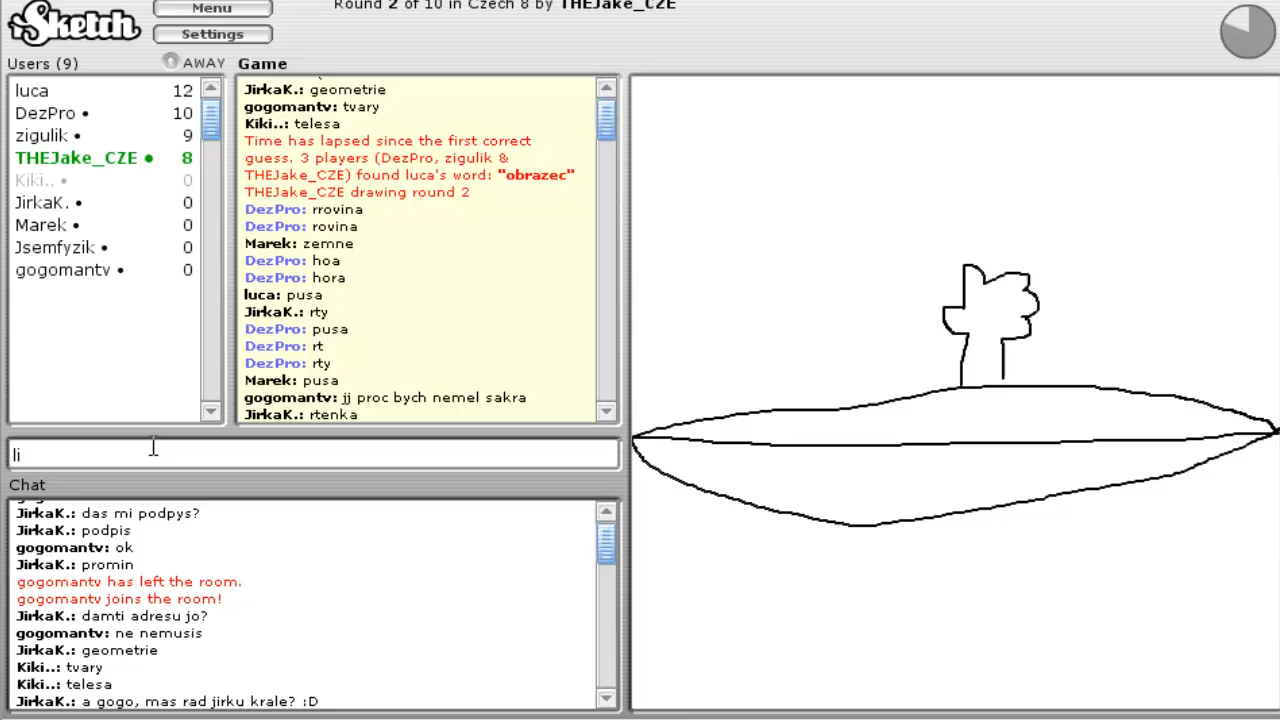 iSketch
Menu
Settings
Round 2 of 10 in Czech 8 by THEJake_CZE
Users (9)
AWAY
luca 12
DezPro • 10
zigulik • 9
THEJake_CZE • 8
Kiki.. • 0
JirkaK. • 0
Marek • 0
Jsemfyzik • 0
gogomantv • 0
Game
JirkaK.: geometrie
gogomantv: tvary
Kiki..: telesa
Time has lapsed since the first correct
guess. 3 players (DezPro, zigulik &
THEJake_CZE) found luca's word: "obrazec"
THEJake_CZE drawing round 2
DezPro: rrovina
DezPro: rovina
Marek: zemne
DezPro: hoa
DezPro: hora
luca: pusa
JirkaK.: rty
DezPro: pusa
DezPro: rt
DezPro: rty
Marek: pusa
gogomantv: jj proc bych nemel sakra
JirkaK.: rtenka
li
Chat
JirkaK.: das mi podpys?
JirkaK.: podpis
gogomantv: ok
JirkaK.: promin
gogomantv has left the room.
gogomantv joins the room!
JirkaK.: damti adresu jo?
gogomantv: ne nemusis
JirkaK.: geometrie
Kiki..: tvary
Kiki..: telesa
JirkaK.: a gogo, mas rad jirku krale? :D